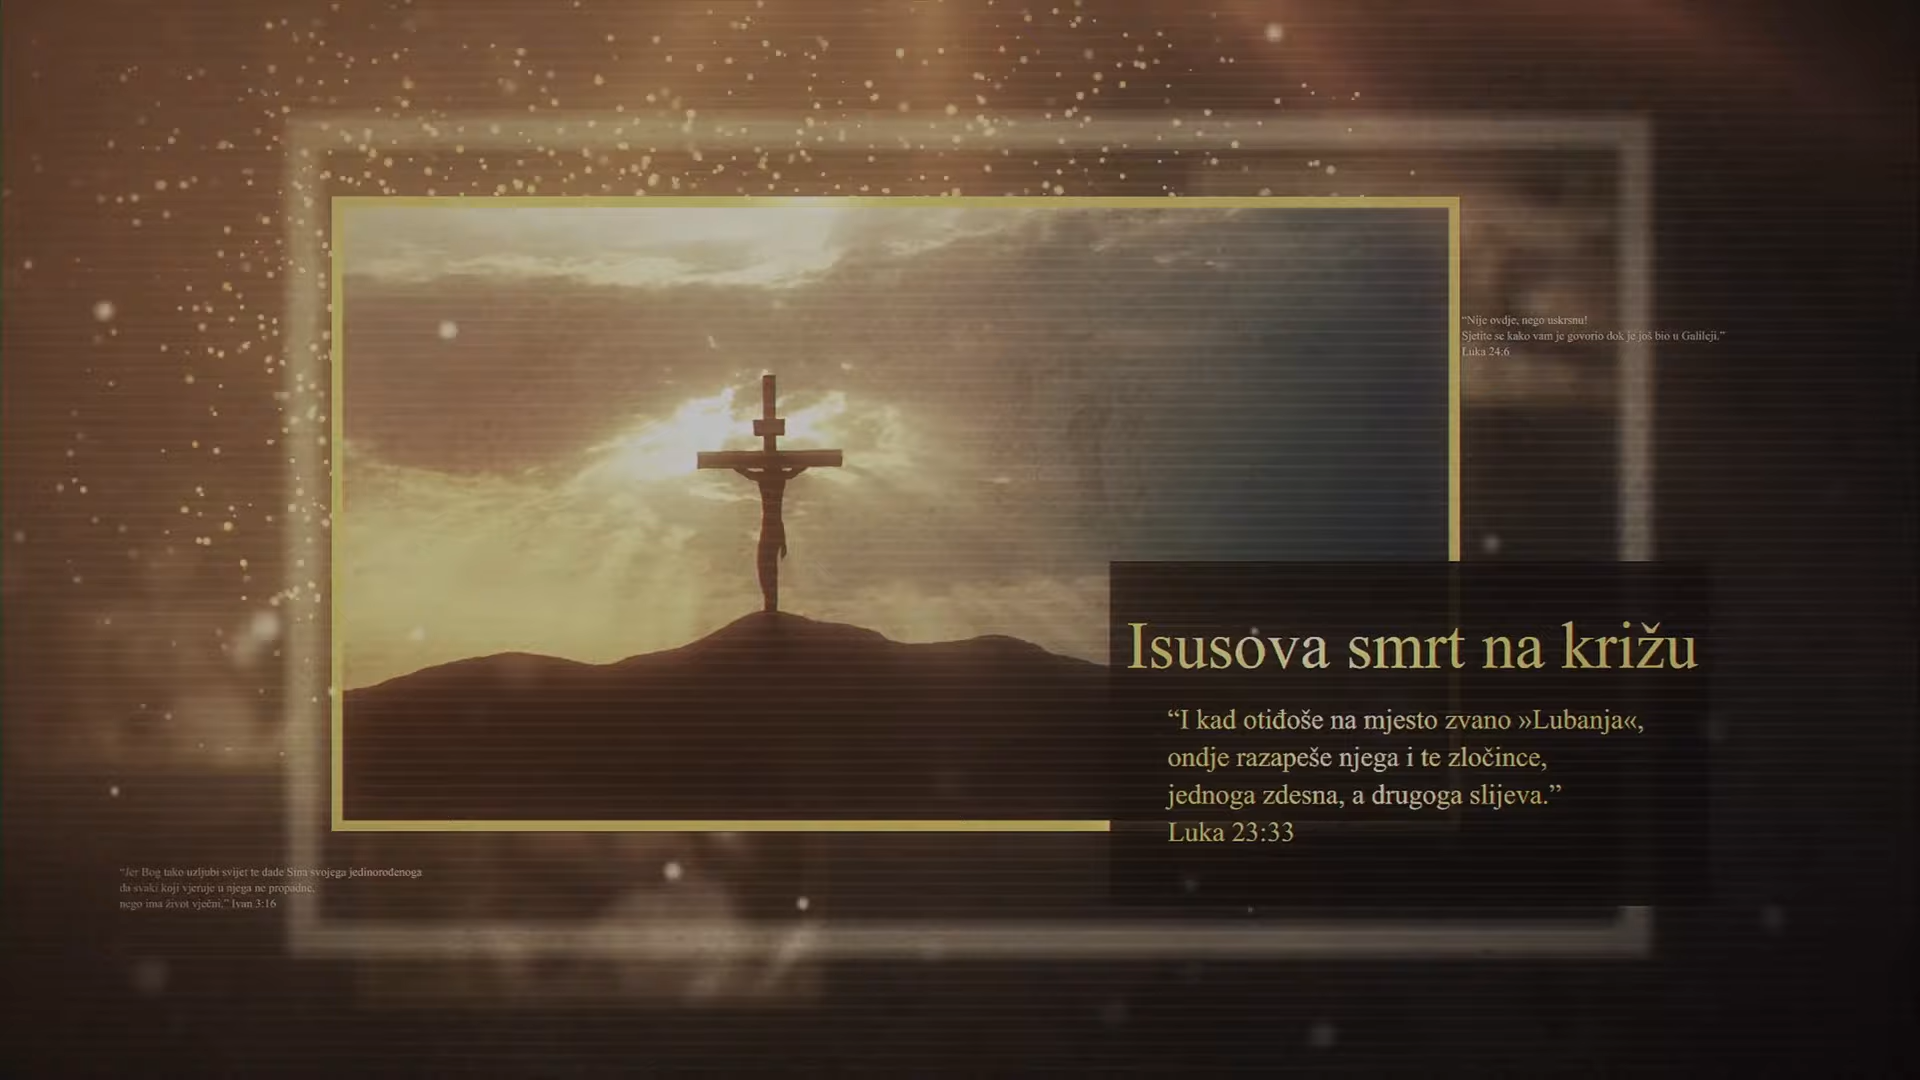 “Nije ovdje, nego uskrsnu!
Sjetite se kako vam je govorio dok je još bio u Galileji.”
Luka 24:6
Isusova smrt na križu
“I kad otiđoše na mjesto zvano »Lubanja«,
ondje razapeše njega i te zločince,
jednoga zdesna, a drugoga slijeva.”
Luka 23:33
“Jer Bog tako uzljubi svijet te dade Sina svojega jedinorođenoga
da svaki koji vjeruje u njega ne propadne,
nego ima život vječni.” Ivan 3:16